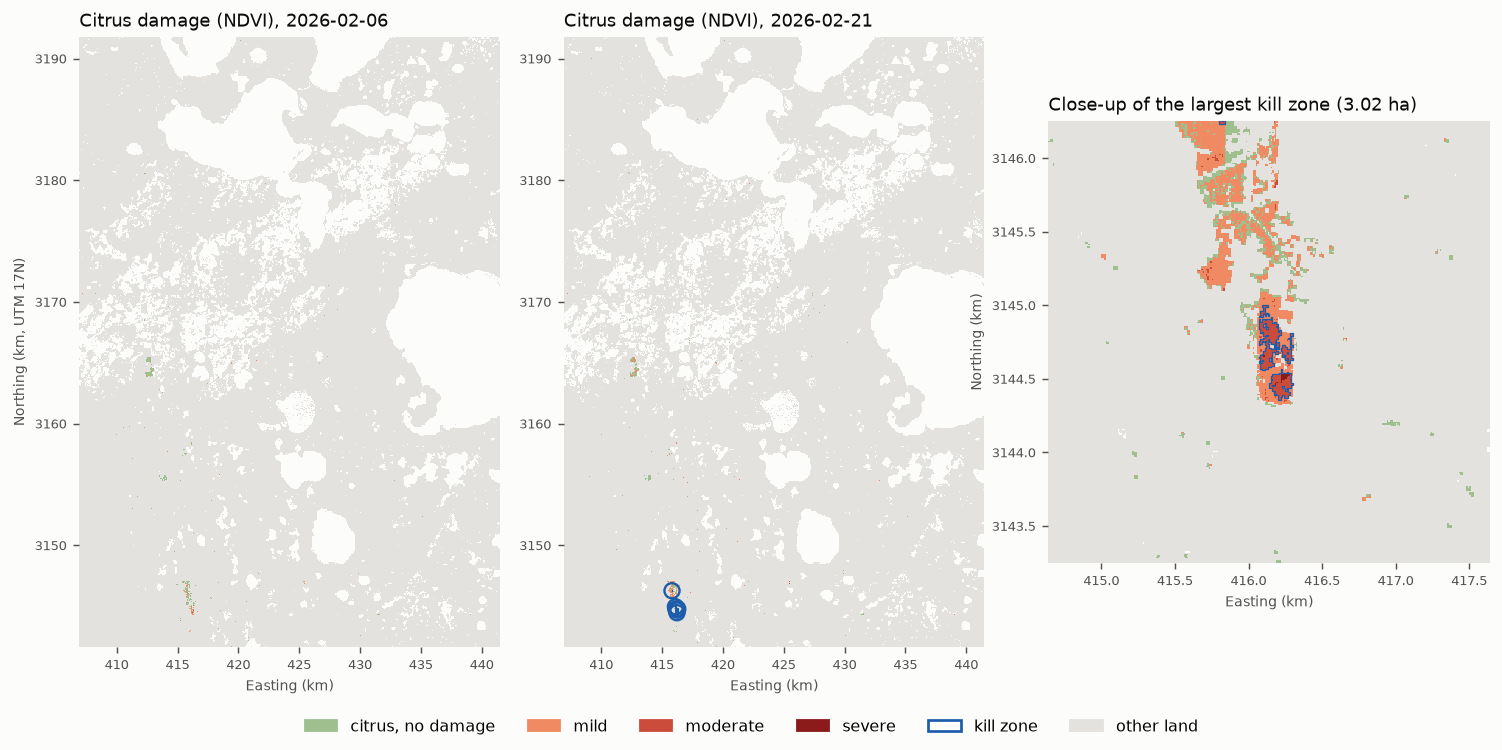 Citrus damage (NDVI), 2026-02-06
Citrus damage (NDVI), 2026-02-21
Close-up of the largest kill zone (3.02 ha)
Northing (km, UTM 17N)
3190
3180
3170
3160
3150
410
415
420
425
430
435
440
Easting (km)
3190
3180
3170
3160
3150
410
415
420
425
430
435
440
Easting (km)
Northing (km)
3146.0
3145.5
3145.0
3144.5
3144.0
3143.5
415.0
415.5
416.0
416.5
417.0
417.5
Easting (km)
citrus, no damage
mild
moderate
severe
kill zone
other land